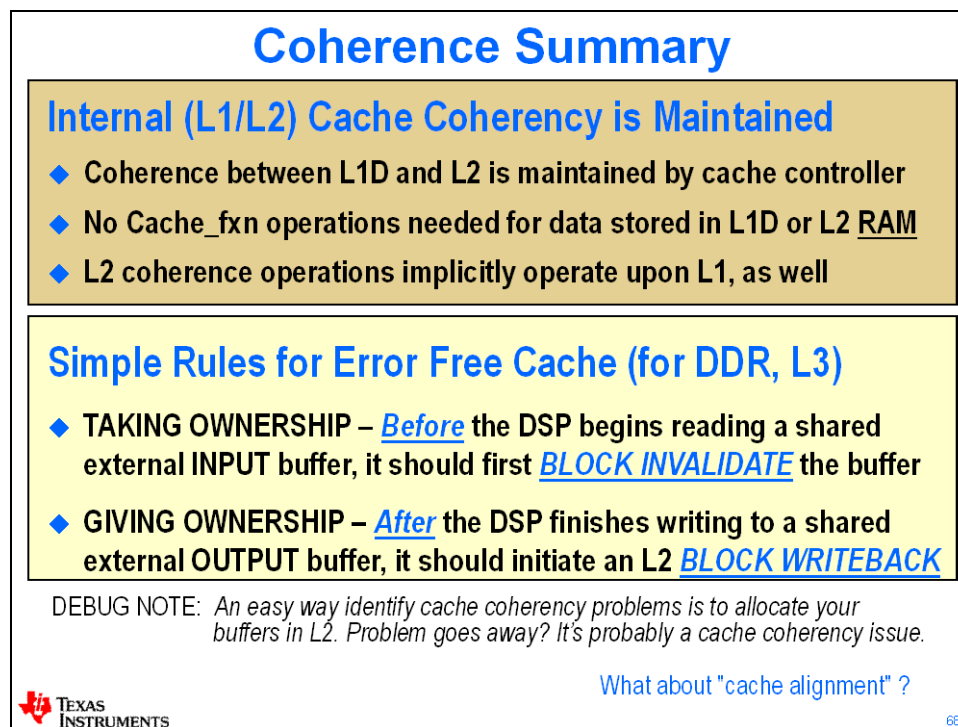 Coherence Summary
Internal (L1/L2) Cache Coherency is Maintained
◆ Coherence between L1D and L2 is maintained by cache controller
◆ No Cache_fxn operations needed for data stored in L1D or L2 RAM
◆ L2 coherence operations implicitly operate upon L1, as well
Simple Rules for Error Free Cache (for DDR, L3)
◆ TAKING OWNERSHIP – Before the DSP begins reading a shared
external INPUT buffer, it should first BLOCK INVALIDATE the buffer
◆ GIVING OWNERSHIP – After the DSP finishes writing to a shared
external OUTPUT buffer, it should initiate an L2 BLOCK WRITEBACK
DEBUG NOTE: An easy way identify cache coherency problems is to allocate your
buffers in L2. Problem goes away? It's probably a cache coherency issue.
What about "cache alignment" ?
TEXAS
INSTRUMENTS